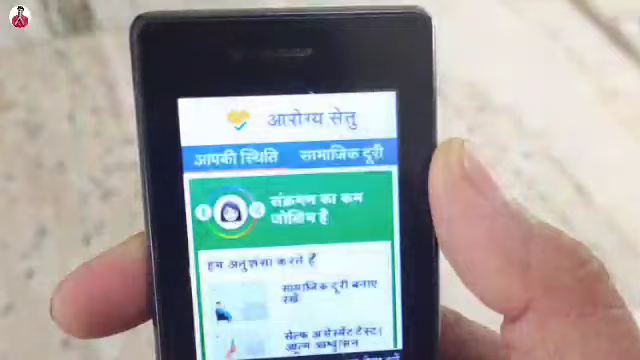 आरोग्य सेतु
आपकी स्थिति सामाजिक दूरी
संक्रमण का कम
जोखिम है
हम अनुशंसा करते हैं
सामाजिक दूरी बनाए
रखें
सेल्फ असेसमेंट टेस्ट।